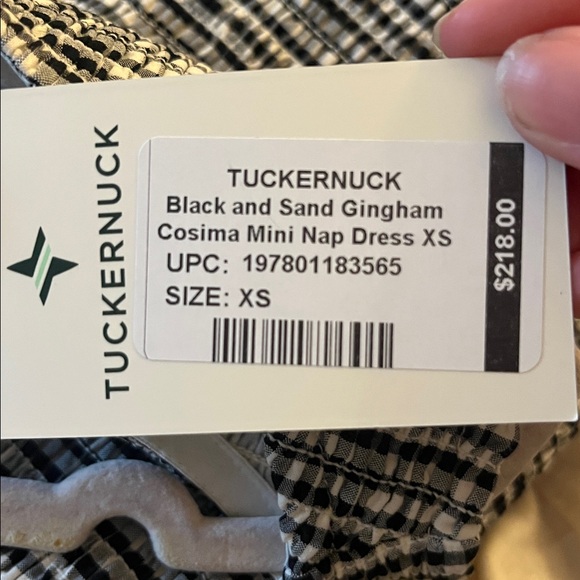 TUCKERNUCK
TUCKERNUCK
Black and Sand Gingham
Cosima Mini Nap Dress XS
UPC: 197801183565
SIZE: XS
$218.00